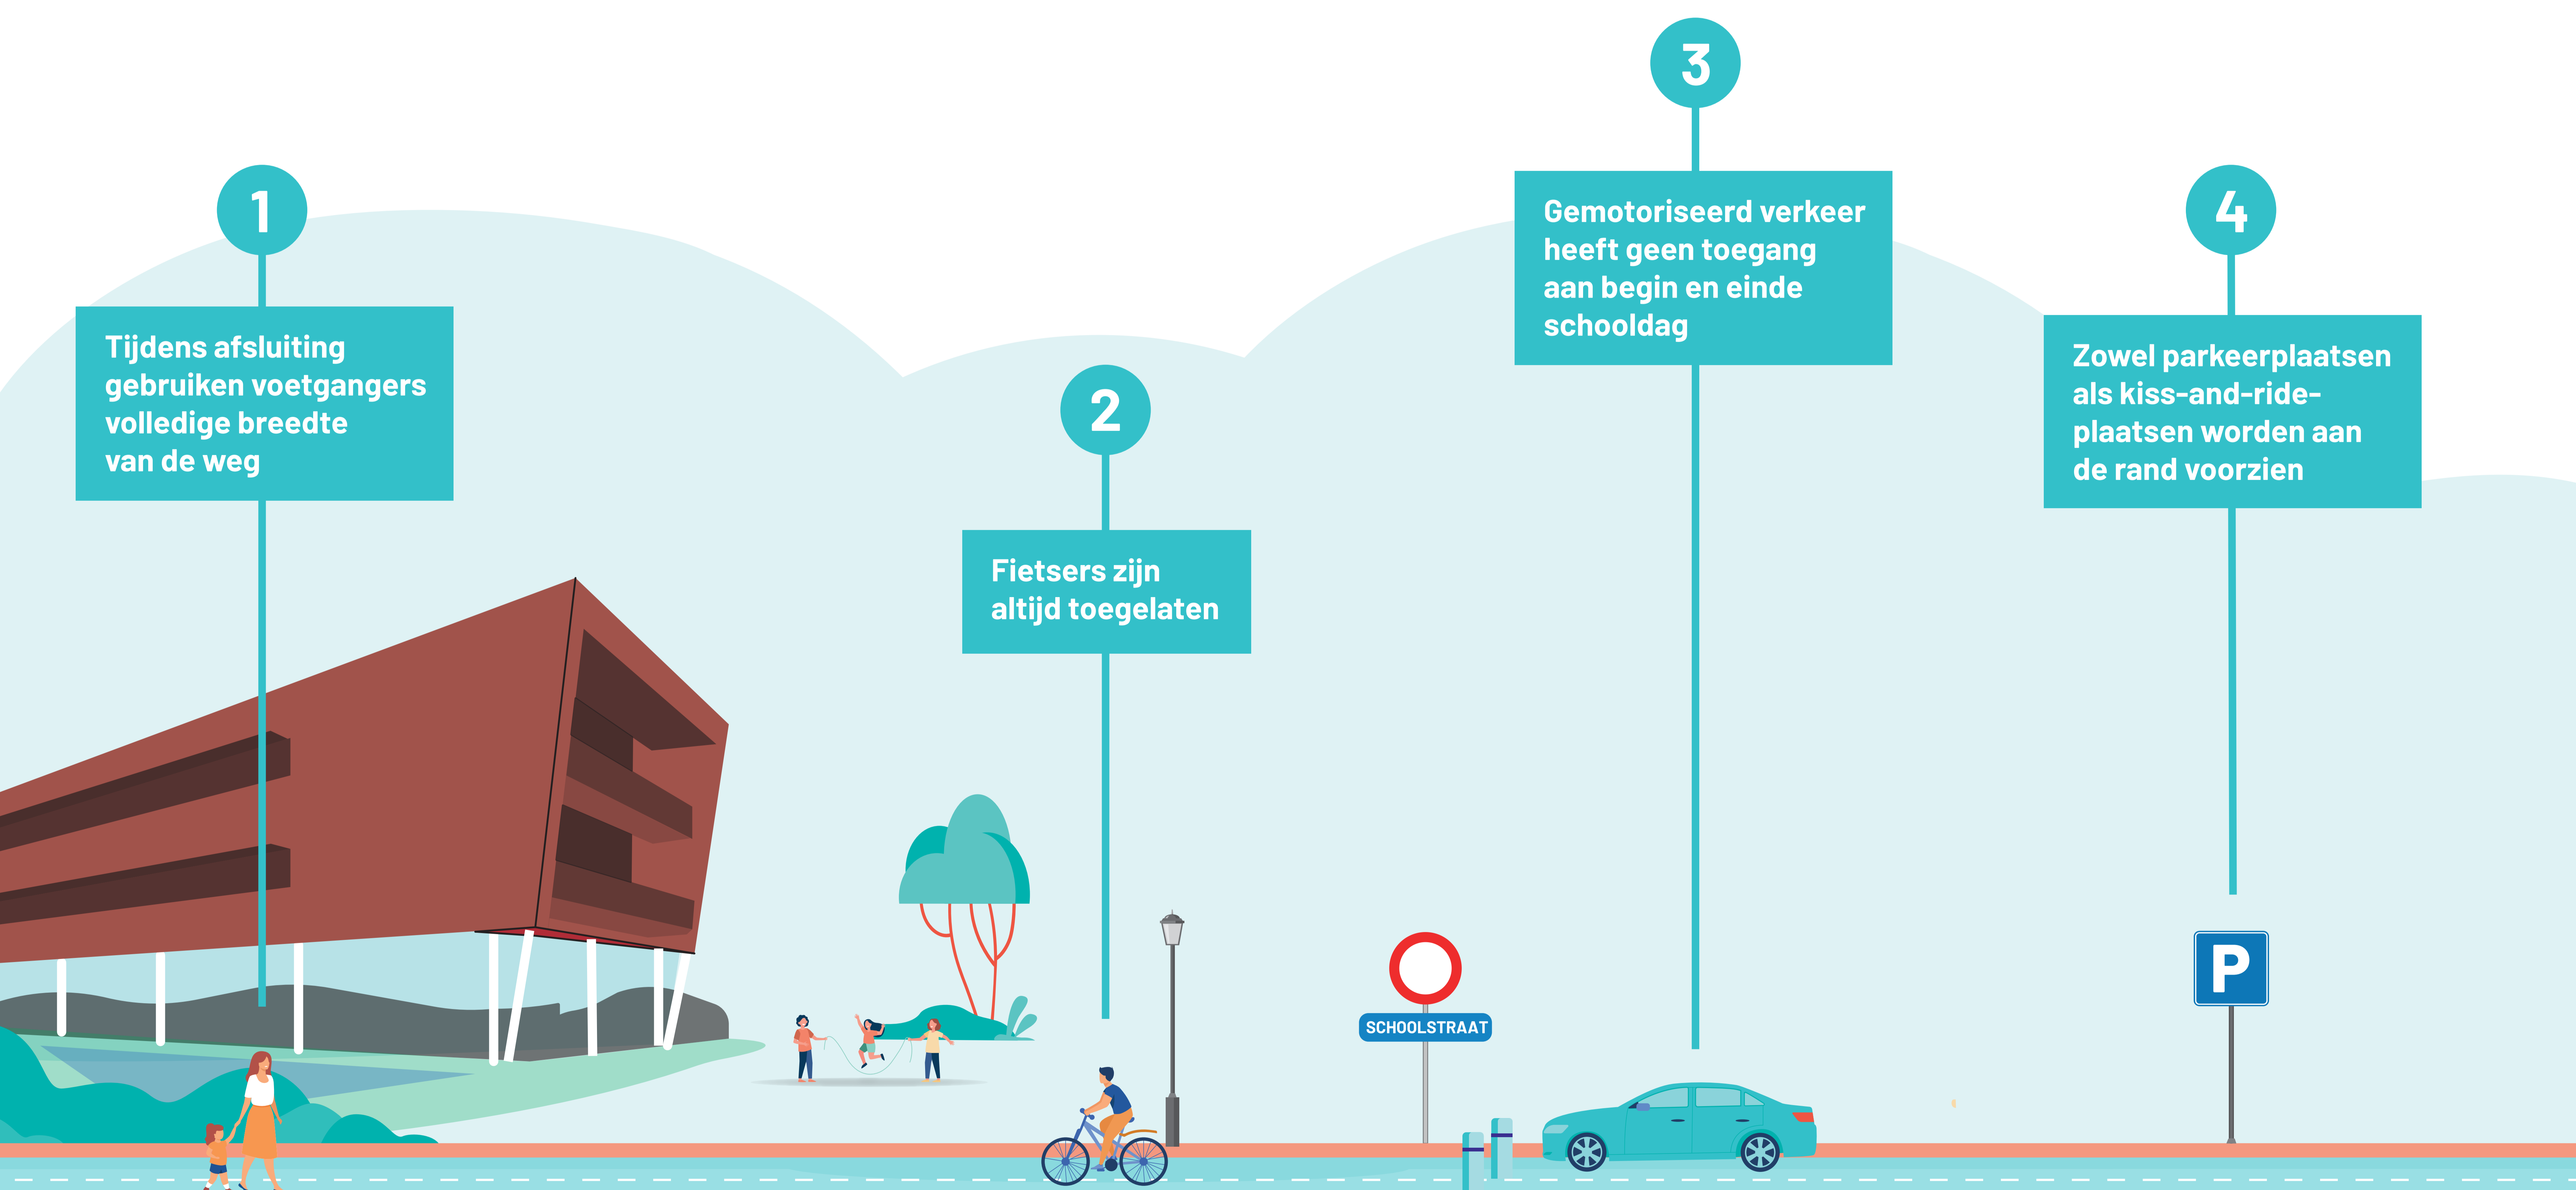 1
Tijdens afsluiting
gebruiken voetgangers
volledige breedte
van de weg
2
Fietsers zijn
altijd toegelaten
3
Gemotoriseerd verkeer
heeft geen toegang
aan begin en einde
schooldag
4
Zowel parkeerplaatsen
als kiss-and-ride-
plaatsen worden aan
de rand voorzien
SCHOOLSTRAAT
P